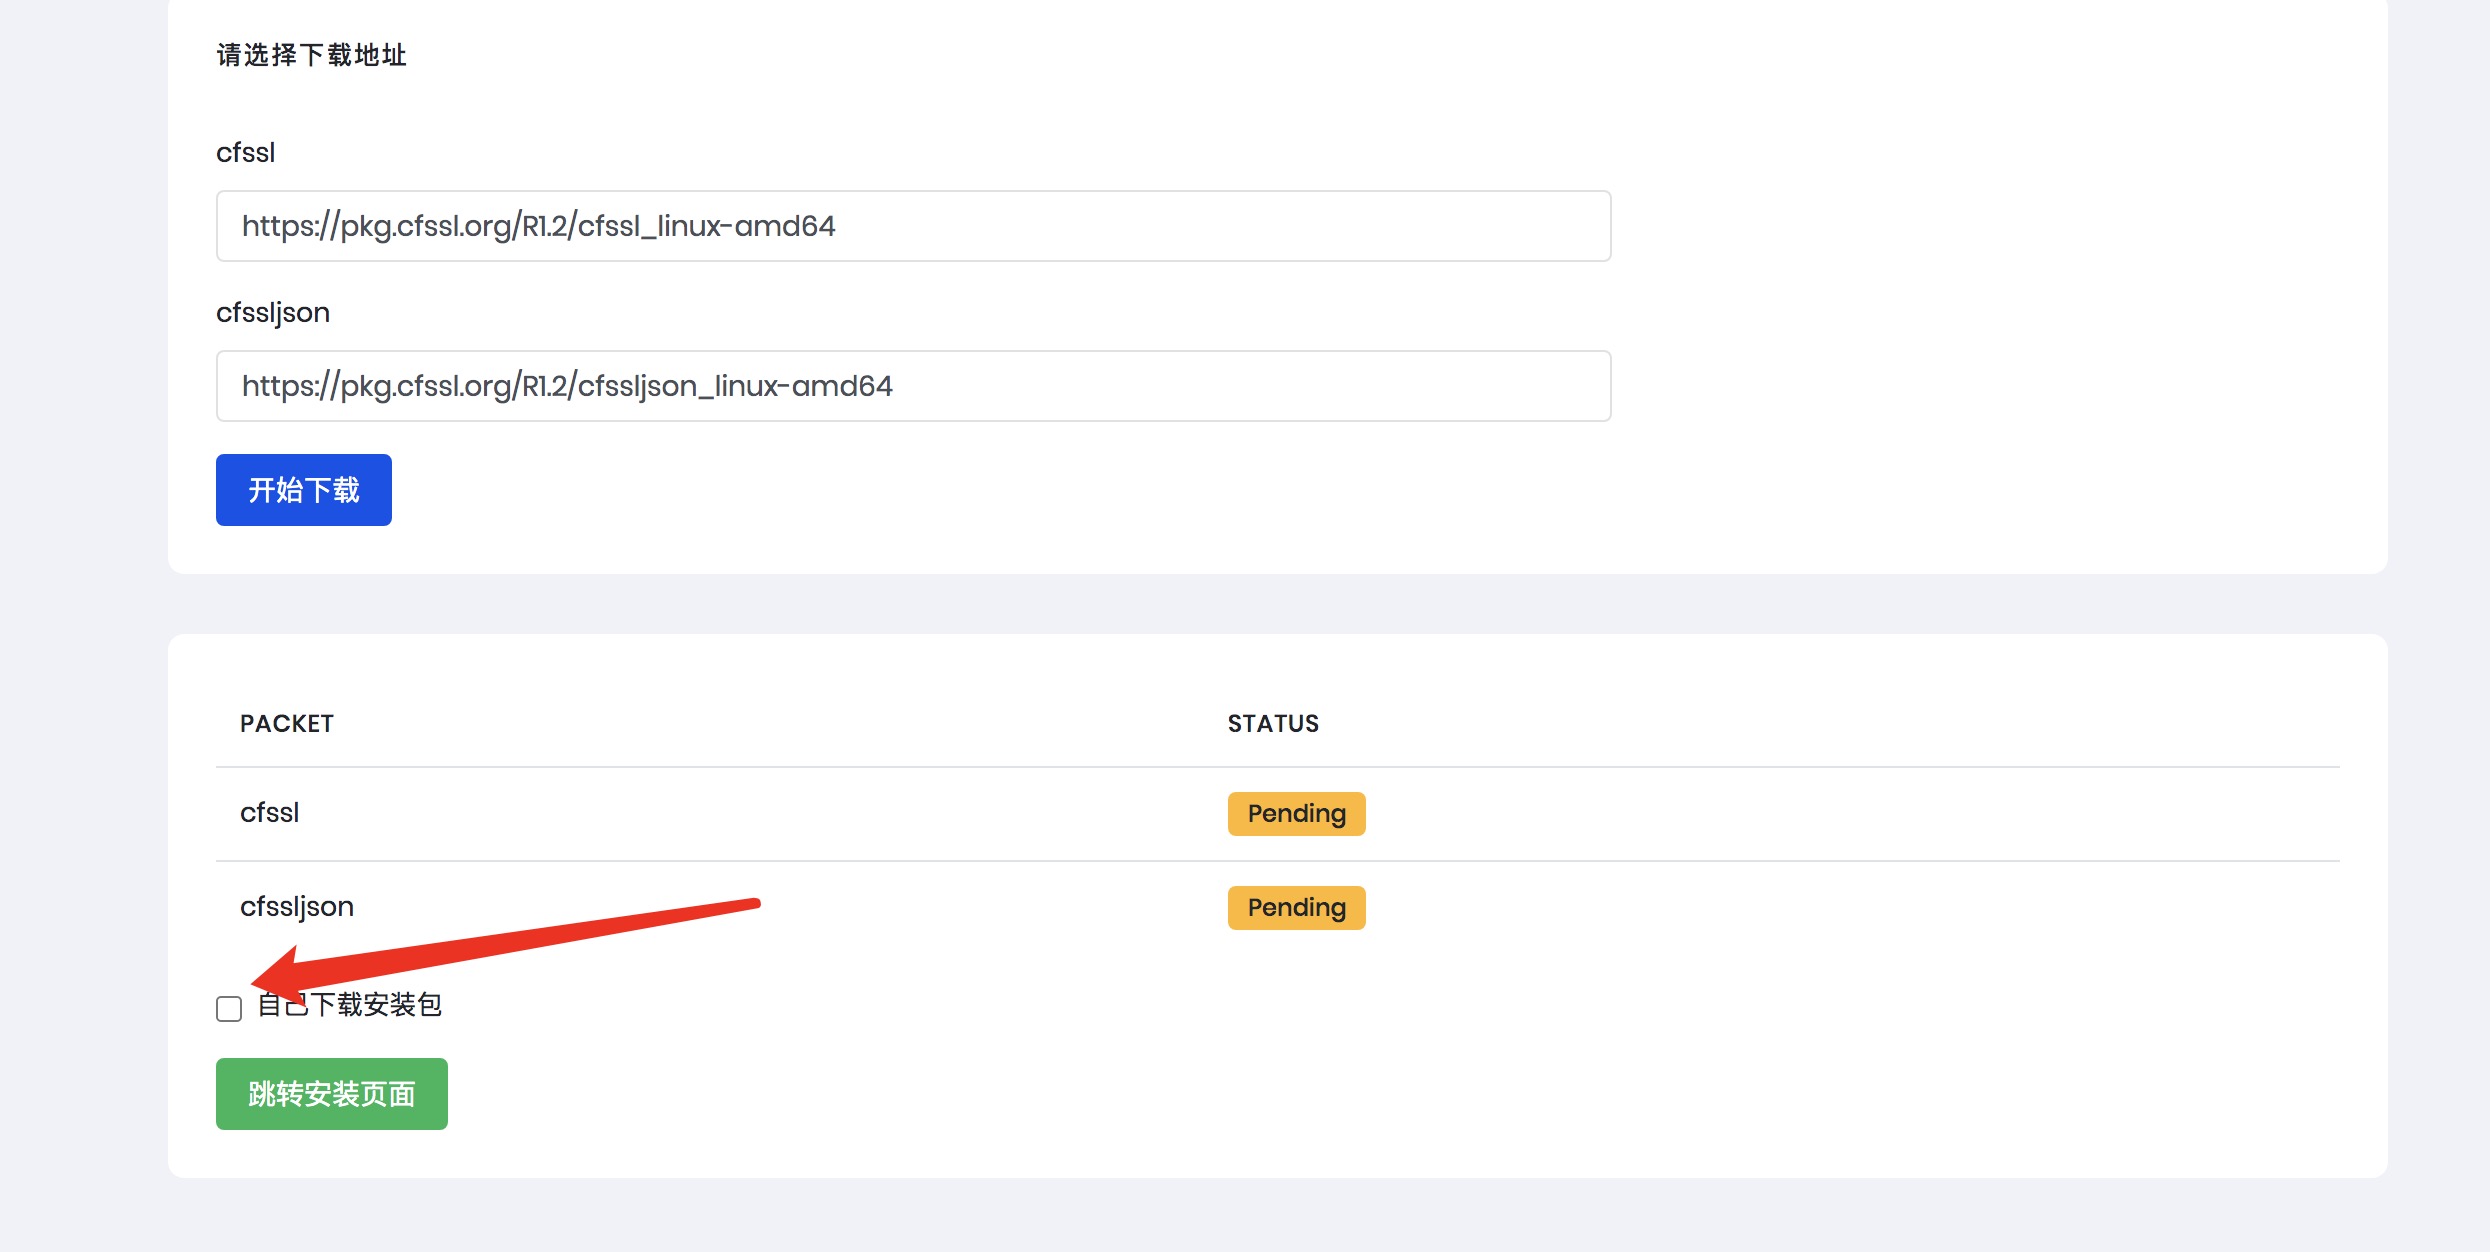 请选择下载地址
cfssl
https://pkg.cfssl.org/R1.2/cfssl_linux-amd64
cfssljson
https://pkg.cfssl.org/R1.2/cfssljson_linux-amd64
开始下载
PACKET STATUS
cfssl Pending
cfssljson Pending
自己下载安装包
跳转安装页面